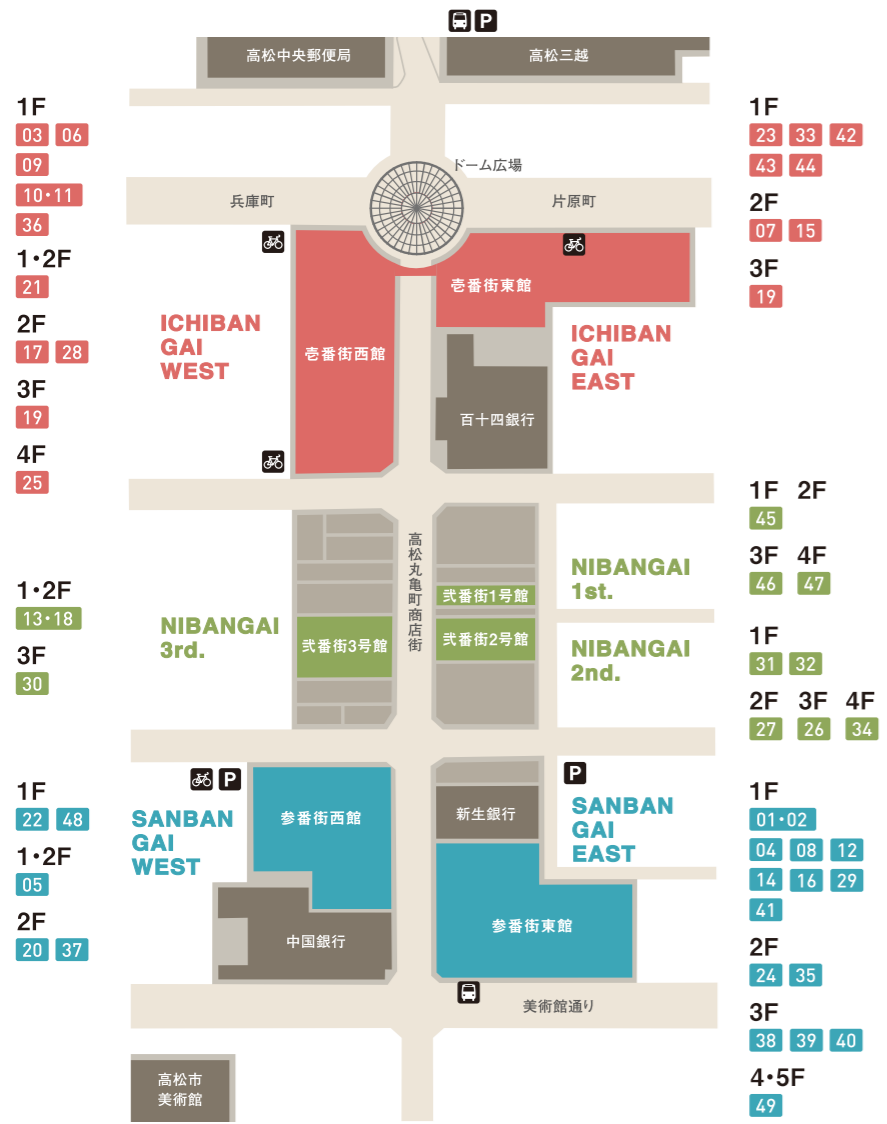 P
高松中央郵便局
高松三越
1F
03 06
09
10・11
36
1・2F
21
2F
17 28
3F
19
4F
25
1F
23 33 42
43 44
2F
07 15
3F
19
ドーム広場
兵庫町
片原町
壱番街東館
壱番街西館
ICHIBAN
GAI
WEST
ICHIBAN
GAI
EAST
百十四銀行
1F 2F
45
3F 4F
46 47
1・2F
13・18
3F
30
高松丸亀町商店街
NIBANGAI
1st.
弐番街1号館
NIBANGAI
3rd.
弐番街3号館
弐番街2号館
NIBANGAI
2nd.
1F
31 32
2F 3F 4F
27 26 34
P
P
1F
22 48
1・2F
05
2F
20 37
SANBAN
GAI
WEST
参番街西館
新生銀行
SANBAN
GAI
EAST
参番街東館
中国銀行
1F
01・02
04 08 12
14 16 29
41
2F
24 35
3F
38 39 40
4・5F
49
美術館通り
高松市
美術館